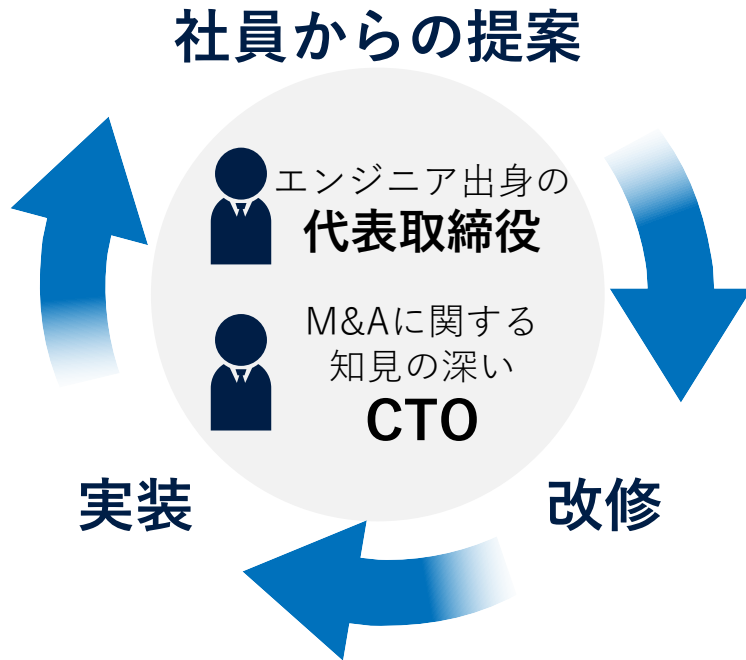 社員からの提案
エンジニア出身の
代表取締役
M&Aに関する
知見の深い
CTO
実装
改修